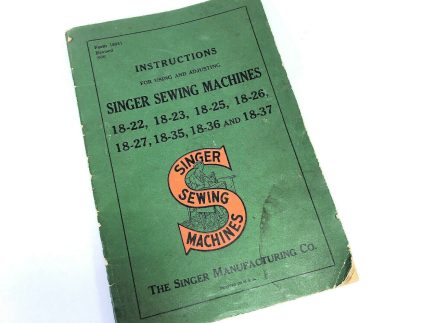 Revised
INSTRUCTIONS
FOR USING AND ADJUSTING
SINGER SEWING MACHINES
18-22, 18-23, 18-25, 18-26,
18-27, 18-35, 18-36 AND 18-37
SINGER
SEWING
MACHINES
THE SINGER MANUFACTURING CO.